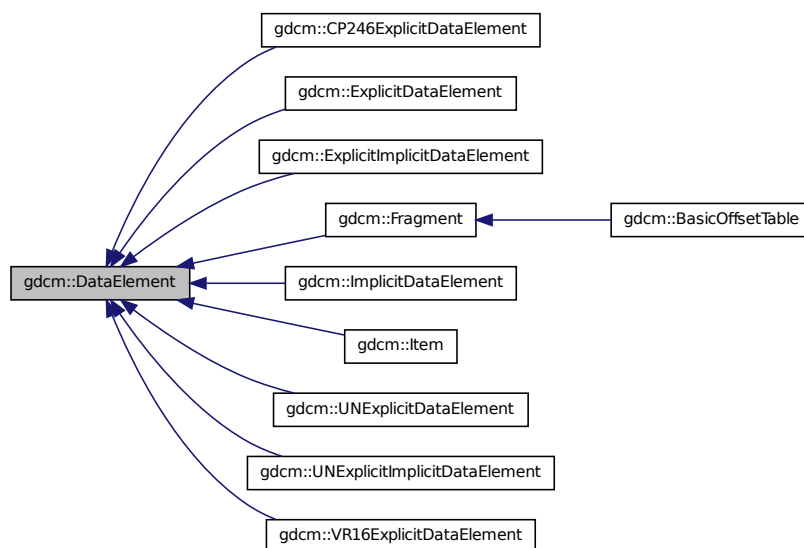 gdcm::CP246ExplicitDataElement
gdcm::ExplicitDataElement
gdcm::ExplicitImplicitDataElement
gdcm::Fragment
gdcm::BasicOffsetTable
gdcm::DataElement
gdcm::ImplicitDataElement
gdcm::Item
gdcm::UNExplicitDataElement
gdcm::UNExplicitImplicitDataElement
gdcm::VR16ExplicitDataElement